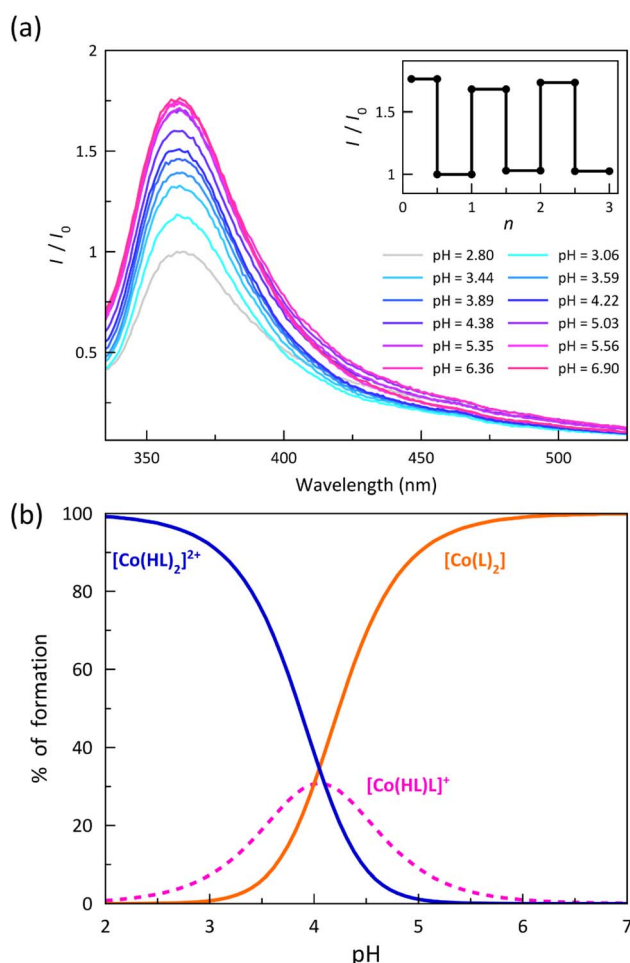 (a)
2
1.5
1
0.5
I / I0
350
400
450
500
Wavelength (nm)
1.5
1
I / I0
0
1
2
3
n
pH = 2.80
pH = 3.06
pH = 3.44
pH = 3.59
pH = 3.89
pH = 4.22
pH = 4.38
pH = 5.03
pH = 5.35
pH = 5.56
pH = 6.36
pH = 6.90
(b)
100
80
60
40
20
0
% of formation
[Co(HL)2]2+
[Co(L)2]
[Co(HL)L]+
2
3
4
5
6
7
pH